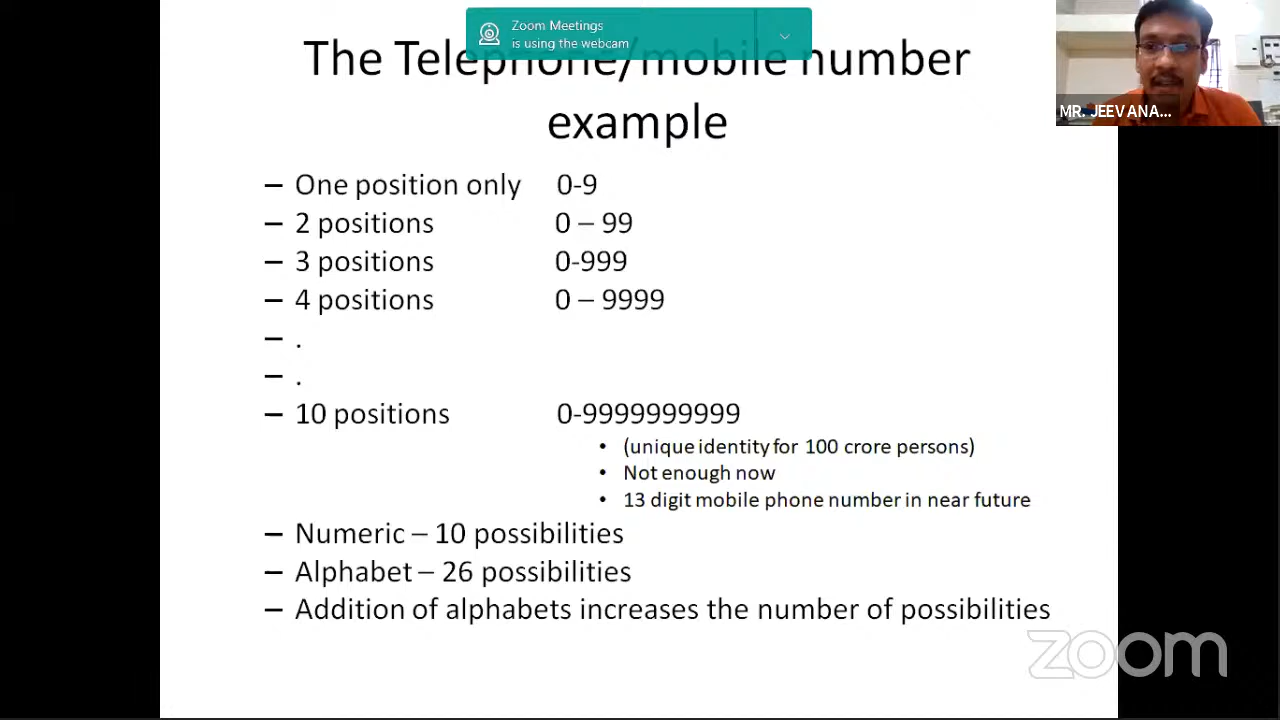 Zoom Meetings
is using the webcam
The Telephone/mobile number
example
MR. JEEVANA...
– One position only 0-9
– 2 positions 0 – 99
– 3 positions 0-999
– 4 positions 0 – 9999
– .
– .
– 10 positions 0-9999999999
• (unique identity for 100 crore persons)
• Not enough now
• 13 digit mobile phone number in near future
– Numeric – 10 possibilities
– Alphabet – 26 possibilities
– Addition of alphabets increases the number of possibilities
zoom